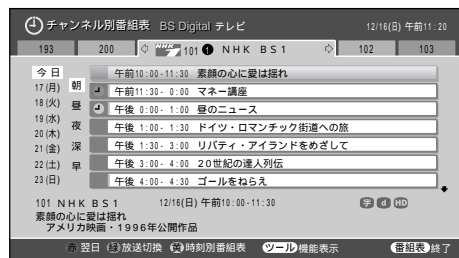 チャンネル別番組表 BS Digital テレビ 12/16(日) 午前11:20
193 200 NHK 101 1 NHK BS1 102 103
今日 午前10:00-11:30 素顔の心に愛は揺れ
17(月) 朝 午前11:30- 0:00 マネー講座
18(火) 昼 午後 0:00- 1:00 昼のニュース
19(水) 夜 午後 1:00- 1:30 ドイツ・ロマンチック街道への旅
20(木)
21(金) 深 午後 1:30- 3:00 リバティ・アイランドをめざして
22(土) 早 午後 3:00- 4:00 20世紀の達人列伝
23(日) 午後 4:00- 4:30 ゴールをねらえ
101 NHK BS1 12/16(日) 午前10:00-11:30 字 d HD
素顔の心に愛は揺れ
アメリカ映画・1996年公開作品
赤 翌日 緑 放送切換 黄 時刻別番組表 ツール 機能表示 番組表 終了